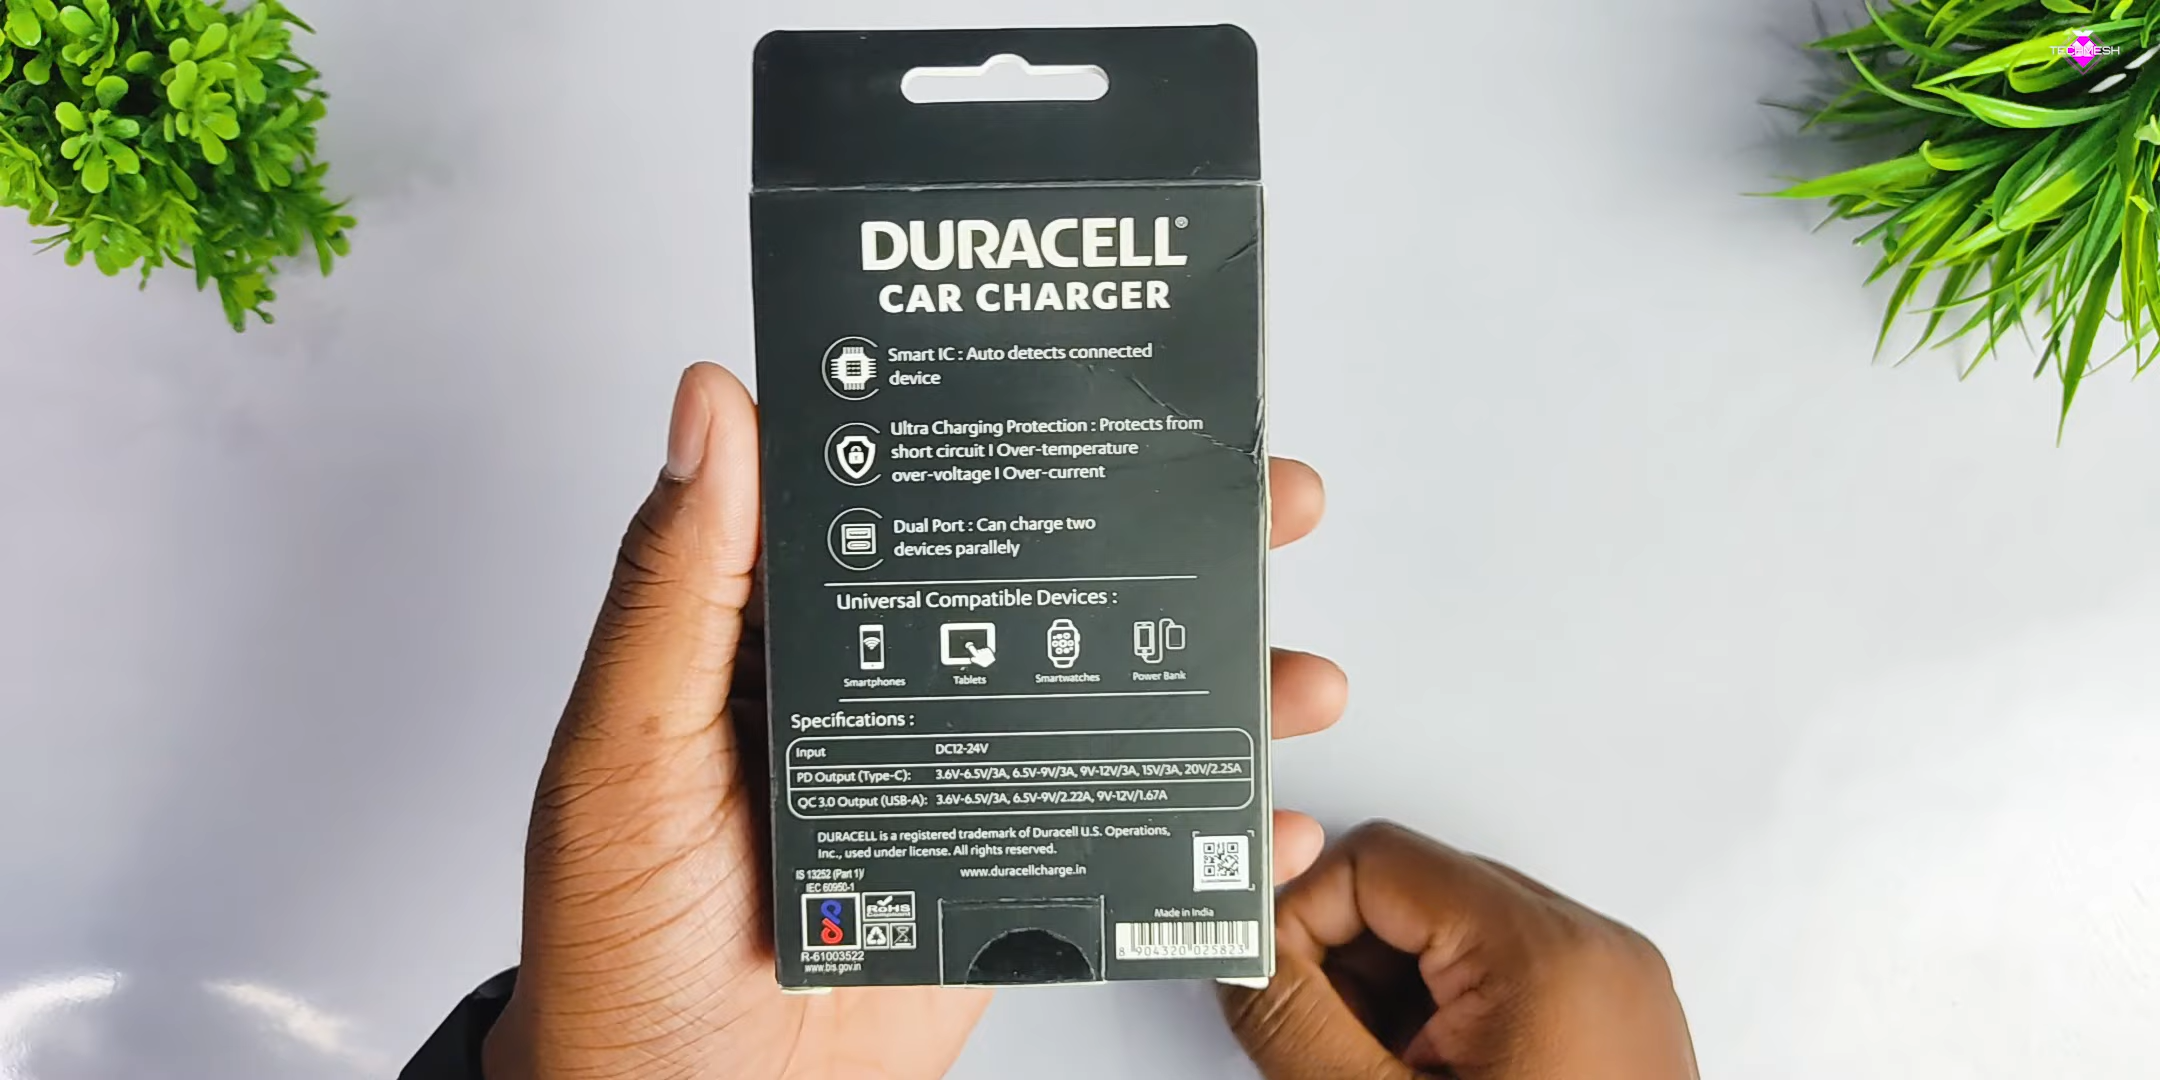 TECHMESH
DURACELL®
CAR CHARGER
Smart IC : Auto detects connected
device
Ultra Charging Protection : Protects from
short circuit I Over-temperature
over-voltage I Over-current
Dual Port : Can charge two
devices parallely
Universal Compatible Devices :
Smartphones Tablets Smartwatches Power Bank
Specifications :
Input DC12-24V
PD Output (Type-C): 3.6V-6.5V/3A, 6.5V-9V/3A, 9V-12V/3A, 15V/3A, 20V/2.25A
QC 3.0 Output (USB-A): 3.6V-6.5V/3A, 6.5V-9V/2.22A, 9V-12V/1.67A
DURACELL is a registered trademark of Duracell U.S. Operations,
Inc., used under license. All rights reserved.
www.duracellcharge.in
IS 13252 (Part 1)/
IEC 60950-1
RoHS
R-61003522
www.bis.gov.in
Made in India
8 904320 025823